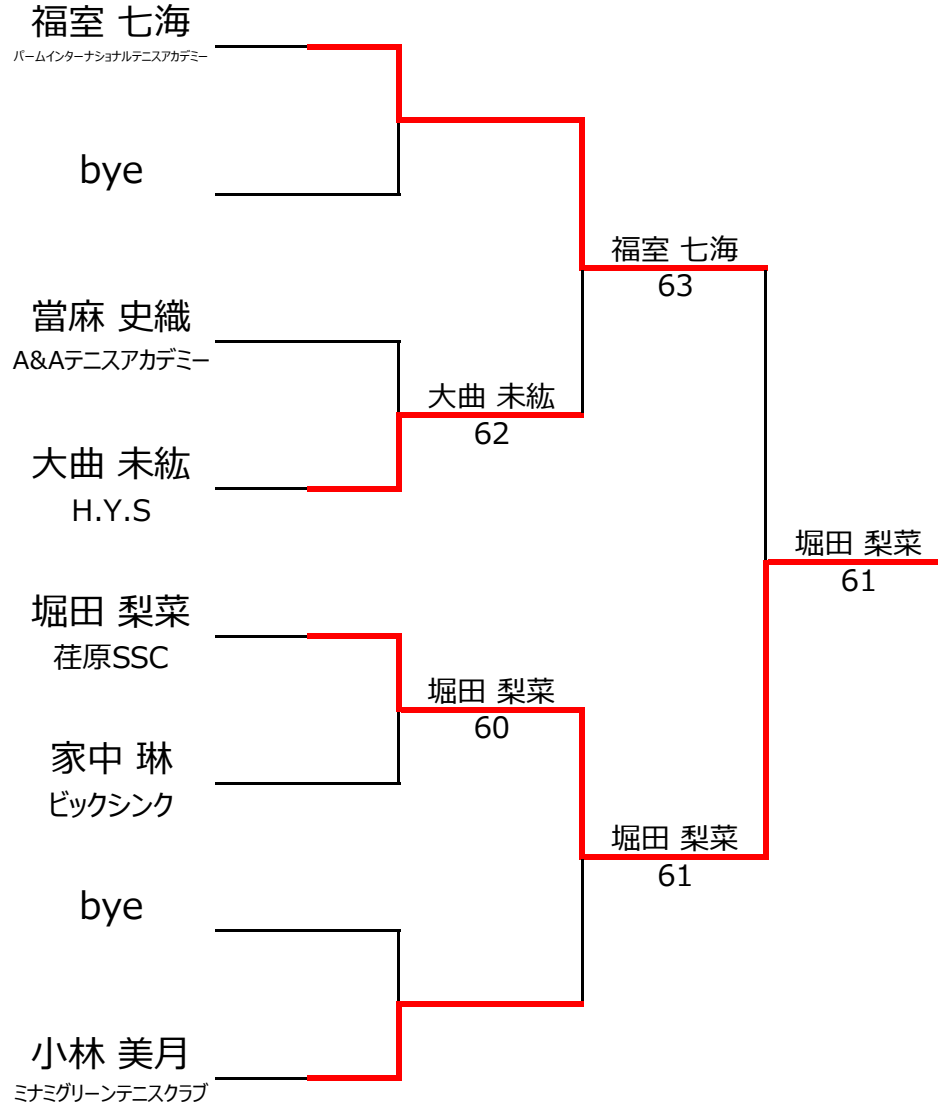 福室 七海
パームインターナショナルテニスアカデミー
bye
當麻 史織
A&Aテニスアカデミー
大曲 未紘
H.Y.S
堀田 梨菜
荏原SSC
家中 琳
ビックシンク
bye
小林 美月
ミナミグリーンテニスクラブ
大曲 未紘
62
堀田 梨菜
60
福室 七海
63
堀田 梨菜
61
堀田 梨菜
61